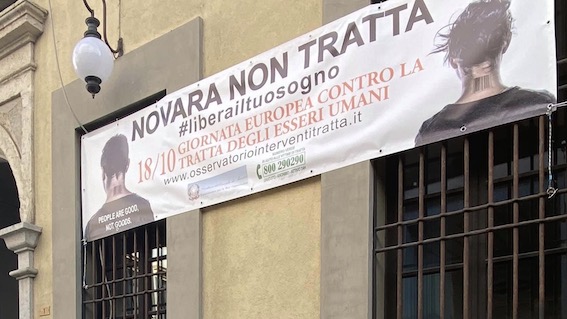 NOVARA NON TRATTA
#liberailtuosogno
18/10 GIORNATA EUROPEA CONTRO LA
TRATTA DEGLI ESSERI UMANI
www.osservatoriointerventitratta.it
800 290290
PEOPLE ARE GOOD,
NOT GOODS.